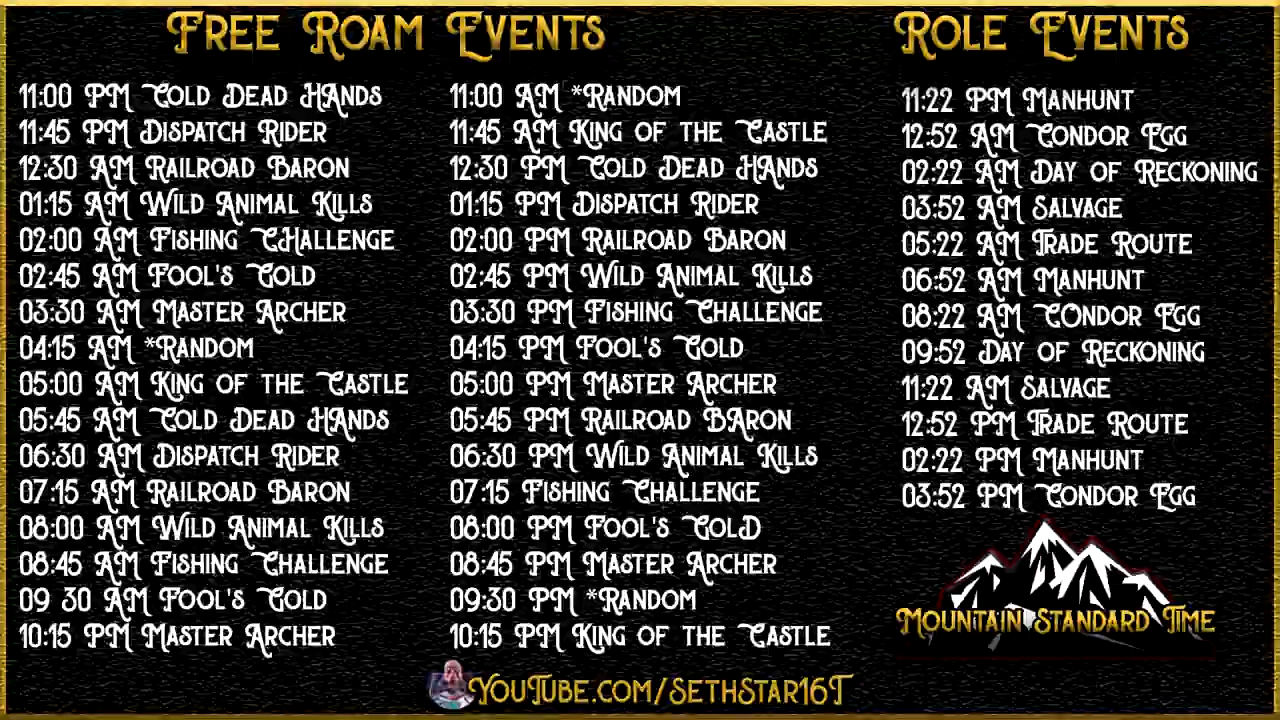 Free Roam Events
11:00 PM Cold Dead Hands
11:45 PM Dispatch Rider
12:30 AM Railroad Baron
01:15 AM Wild Animal Kills
02:00 AM Fishing Challenge
02:45 AM Fool's Gold
03:30 AM Master Archer
04:15 AM *Random
05:00 AM King of the Castle
05:45 AM Cold Dead Hands
06:30 AM Dispatch Rider
07:15 AM Railroad Baron
08:00 AM Wild Animal Kills
08:45 AM Fishing Challenge
09 30 AM Fool's Gold
10:15 PM Master Archer
11:00 AM *Random
11:45 AM King of the Castle
12:30 PM Cold Dead Hands
01:15 PM Dispatch Rider
02:00 PM Railroad Baron
02:45 PM Wild Animal Kills
03:30 PM Fishing Challenge
04:15 PM Fool's Gold
05:00 PM Master Archer
05:45 PM Railroad Baron
06:30 PM Wild Animal Kills
07:15 Fishing Challenge
08:00 PM Fool's Gold
08:45 PM Master Archer
09:30 PM *Random
10:15 PM King of the Castle
Role Events
11:22 PM Manhunt
12:52 AM Condor Egg
02:22 AM Day of Reckoning
03:52 AM Salvage
05:22 AM Trade Route
06:52 AM Manhunt
08:22 AM Condor Egg
09:52 Day of Reckoning
11:22 AM Salvage
12:52 PM Trade Route
02:22 PM Manhunt
03:52 PM Condor Egg
Mountain Standard Time
YouTube.com/SethStar16T